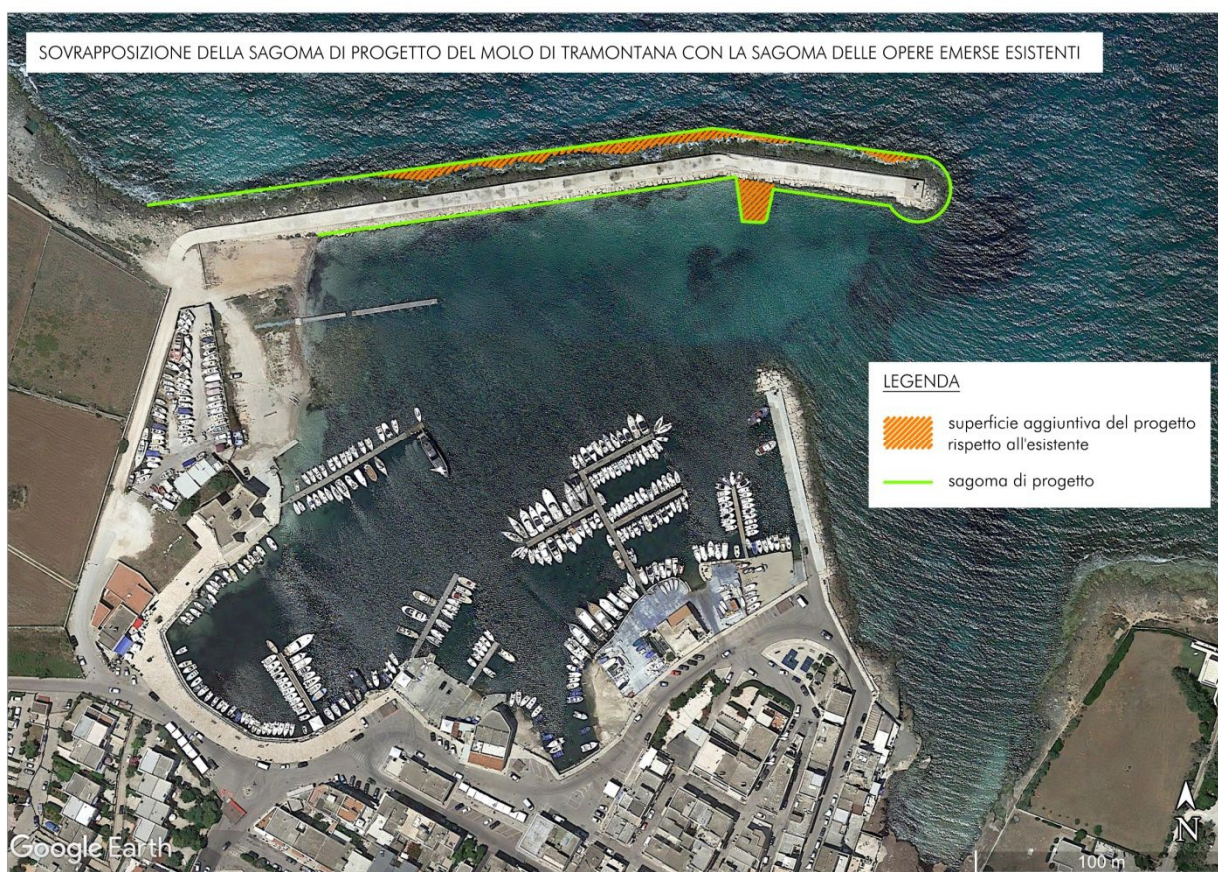 SOVRAPPOSIZIONE DELLA SAGOMA DI PROGETTO DEL MOLO DI TRAMONTANA CON LA SAGOMA DELLE OPERE EMERSE ESISTENTI
LEGENDA
superficie aggiuntiva del progetto
rispetto all'esistente
sagoma di progetto
N
Google Earth
100 m